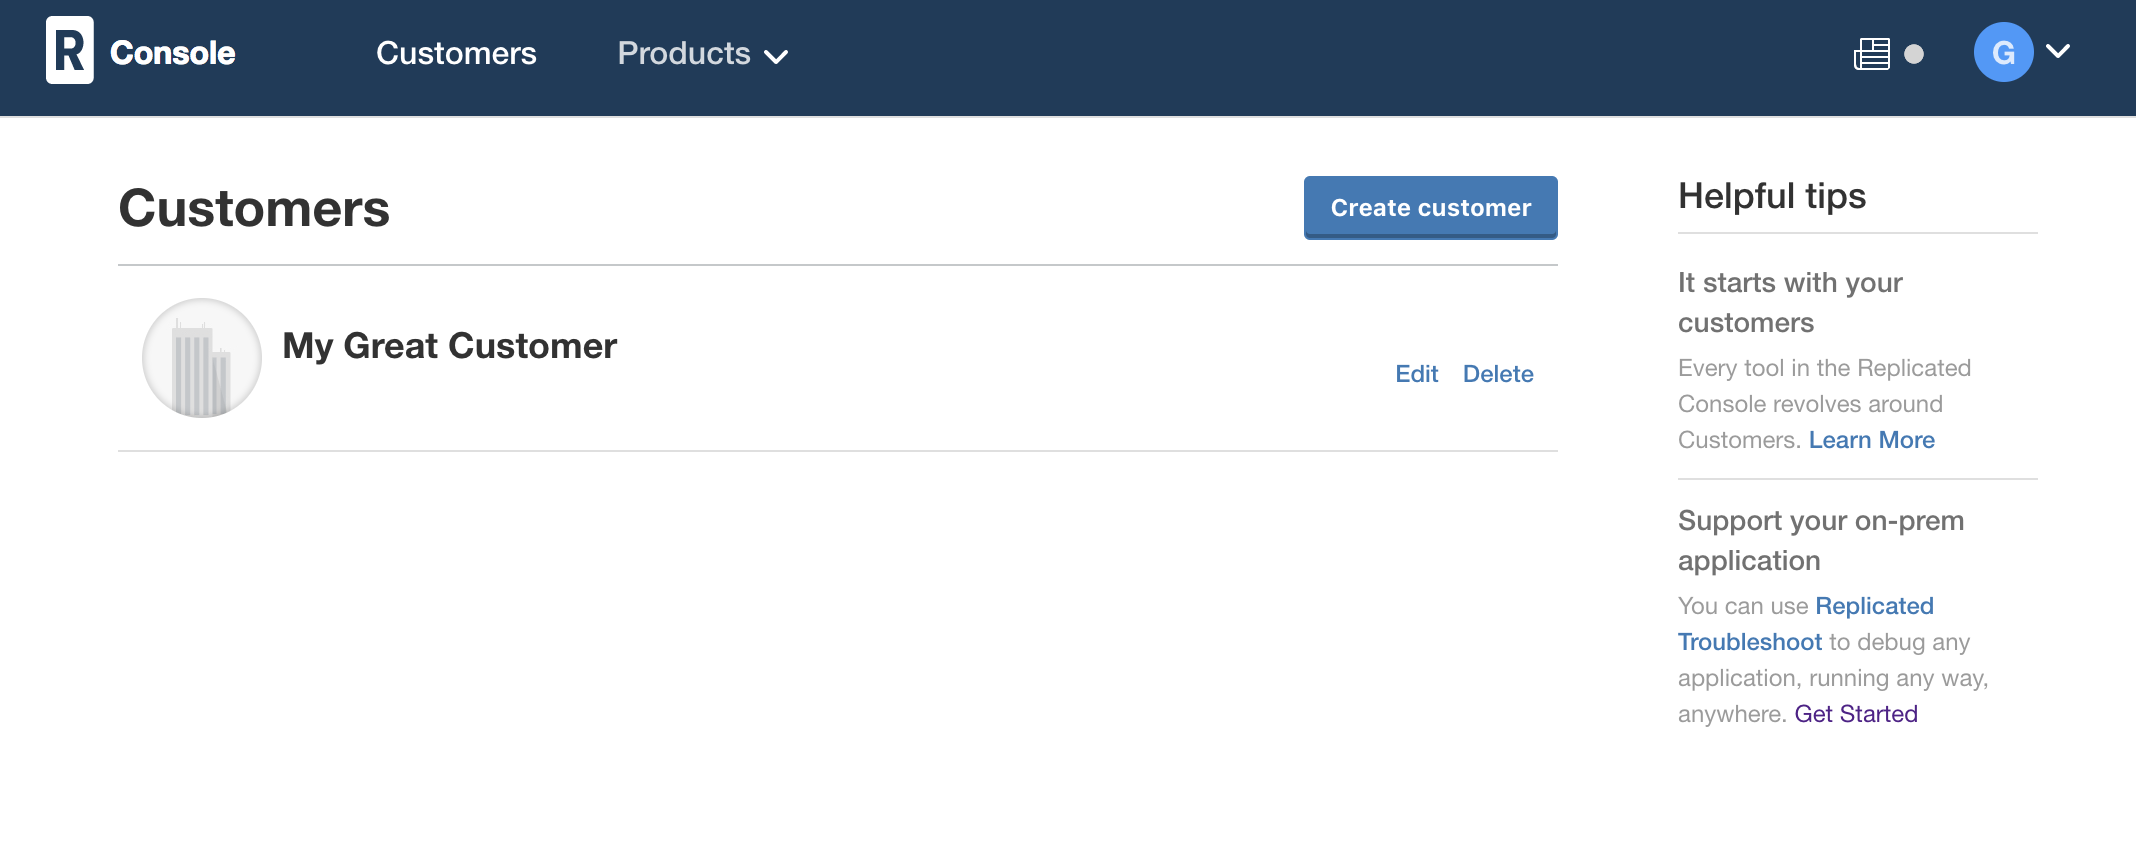 R Console Customers Products G
Customers
Create customer
My Great Customer
Edit Delete
Helpful tips
It starts with your
customers
Every tool in the Replicated
Console revolves around
Customers. Learn More
Support your on-prem
application
You can use Replicated
Troubleshoot to debug any
application, running any way,
anywhere. Get Started